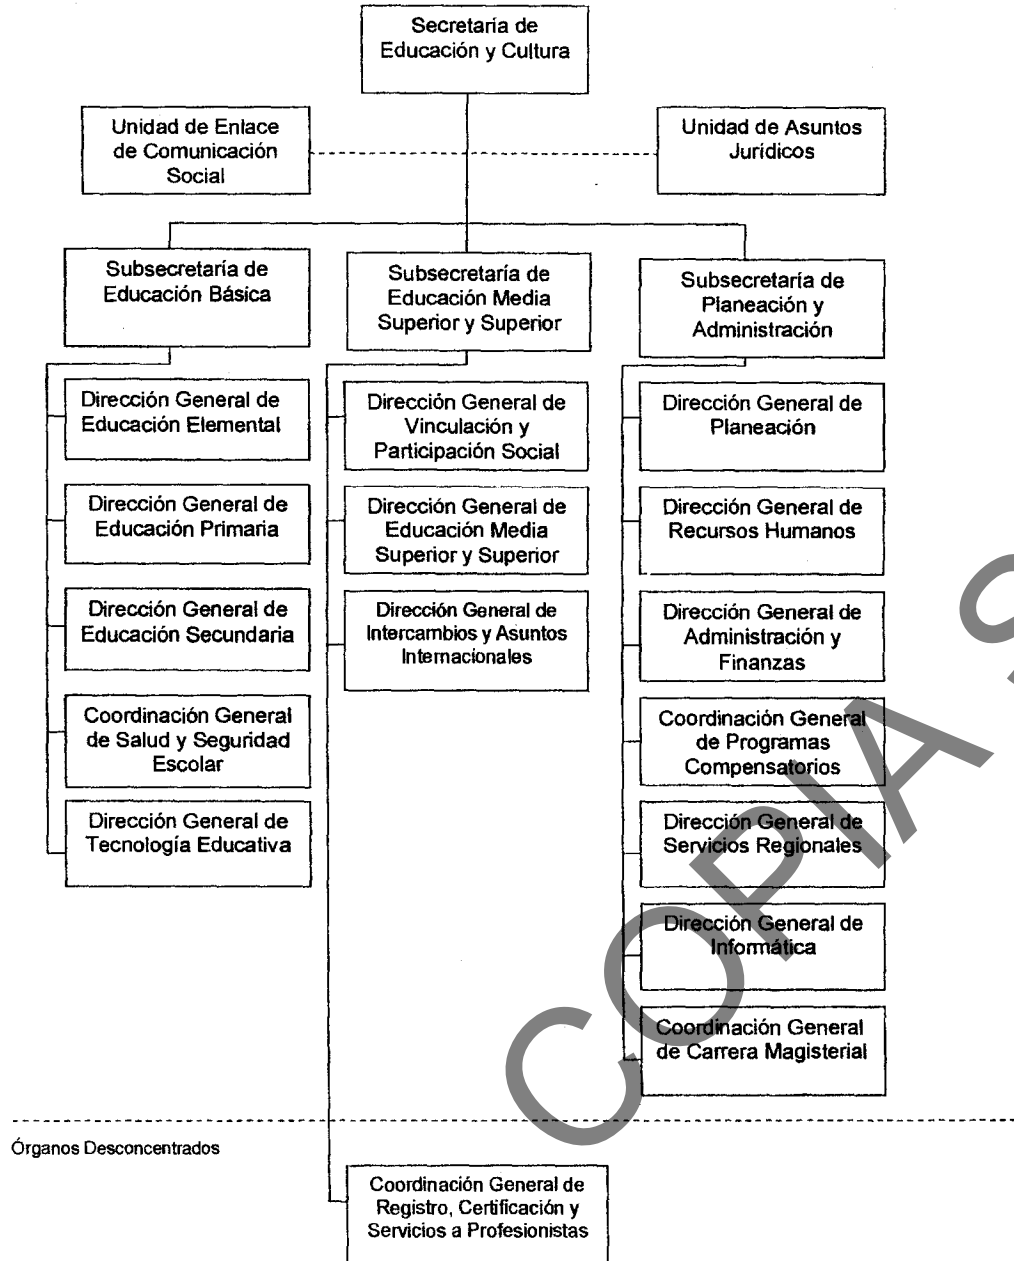 Secretaría de
Educación y Cultura
Unidad de Enlace
de Comunicación
Social
Unidad de Asuntos
Jurídicos
Subsecretaría de
Educación Básica
Subsecretaría de
Educación Media
Superior y Superior
Subsecretaría de
Planeación y
Administración
Dirección General de
Educación Elemental
Dirección General de
Educación Primaria
Dirección General de
Educación Secundaria
Coordinación General
de Salud y Seguridad
Escolar
Dirección General de
Tecnología Educativa
Dirección General de
Vinculación y
Participación Social
Dirección General de
Educación Media
Superior y Superior
Dirección General de
Intercambios y Asuntos
Internacionales
Dirección General de
Planeación
Dirección General de
Recursos Humanos
Dirección General de
Administración y
Finanzas
Coordinación General
de Programas
Compensatorios
Dirección General de
Servicios Regionales
Dirección General de
Informática
Coordinación General
de Carrera Magisterial
Órganos Desconcentrados
Coordinación General de
Registro, Certificación y
Servicios a Profesionistas
COPIA S